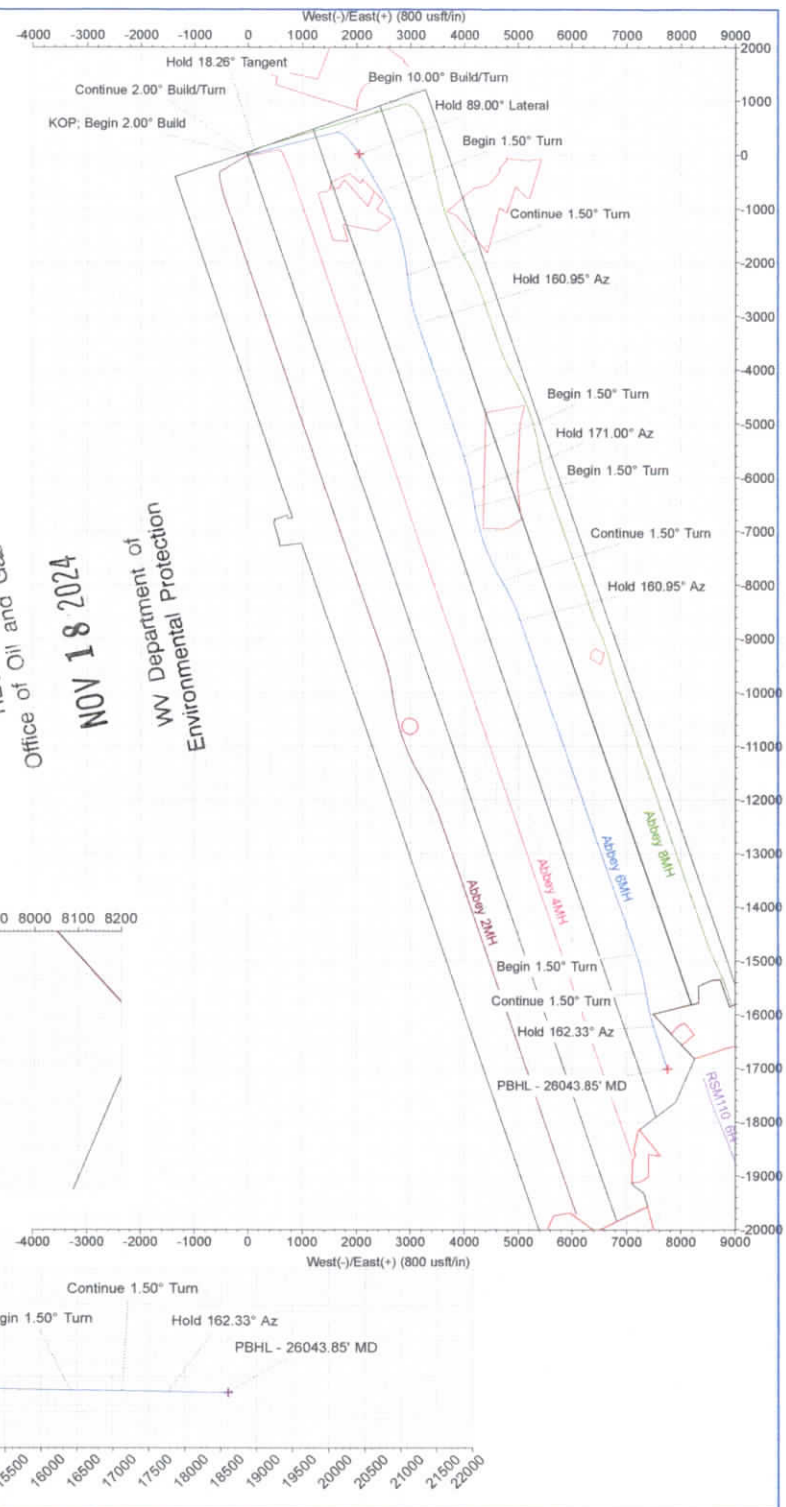 West(-)/East(+) (800 usft/in)
-4000 -3000 -2000 -1000 0 1000 2000 3000 4000 5000 6000 7000 8000 9000
2000
Hold 18.26° Tangent
Begin 10.00° Build/Turn
Continue 2.00° Build/Turn
1000
Hold 89.00° Lateral
KOP; Begin 2.00° Build
Begin 1.50° Turn
0
-1000
Continue 1.50° Turn
-2000
Hold 160.95° Az
-3000
-4000
Begin 1.50° Turn
-5000
Hold 171.00° Az
Begin 1.50° Turn
-6000
-7000
Continue 1.50° Turn
-8000
Hold 160.95° Az
-9000
-10000
-11000
-12000
-13000
-14000
-15000
-16000
-17000
-18000
-19000
-20000
Office of Oil and
NOV 18 2024
WV Department of
Environmental Protection
Abbey 2MH
Abbey 4MH
Abbey 6MH
Abbey 8MH
8000 8100 8200
Begin 1.50° Turn
Continue 1.50° Turn
Hold 162.33° Az
PBHL - 26043.85' MD
RSM110 6H
-4000 -3000 -2000 -1000 0 1000 2000 3000 4000 5000 6000 7000 8000 9000
West(-)/East(+) (800 usft/in)
Continue 1.50° Turn
gin 1.50° Turn
Hold 162.33° Az
PBHL - 26043.85' MD
15500 16000 16500 17000 17500 18000 18500 19000 19500 20000 20500 21000 21500 22000